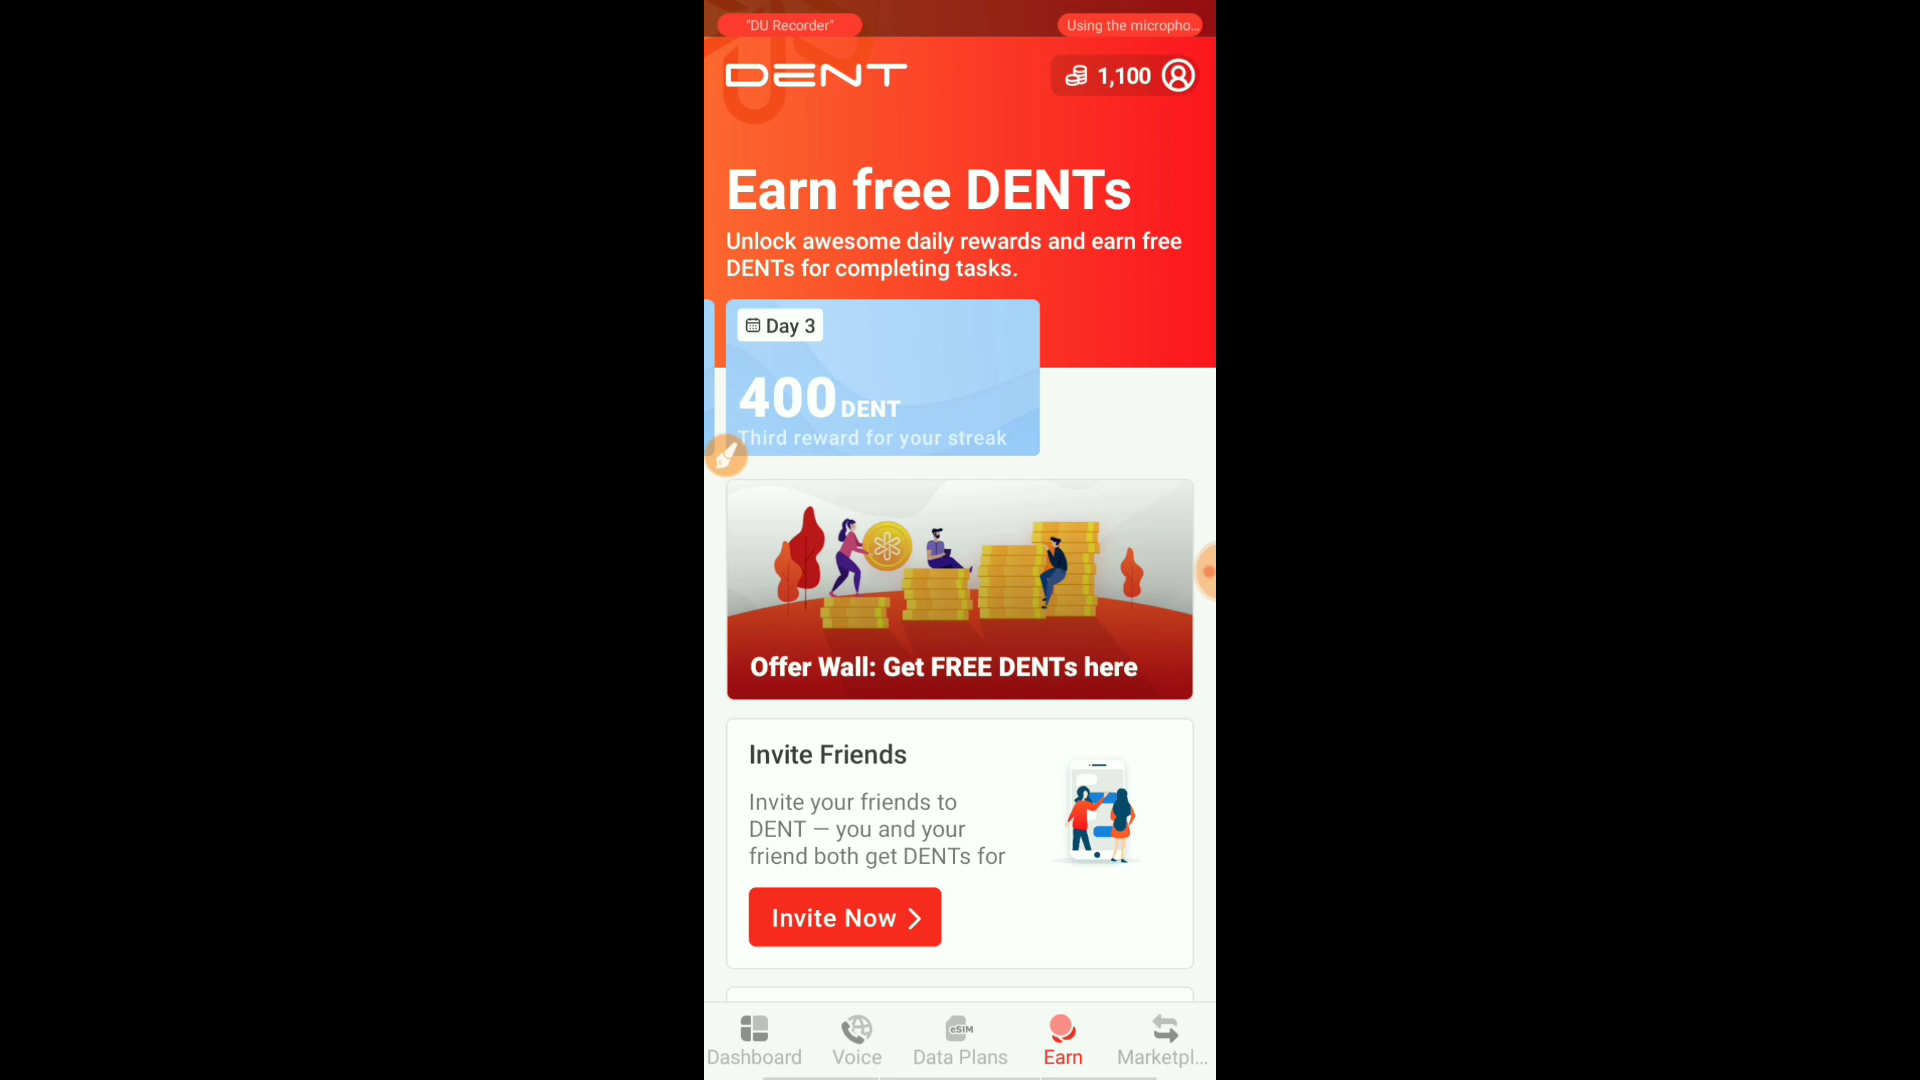 "DU Recorder"
Using the micropho...
DENT
1,100
Earn free DENTs
Unlock awesome daily rewards and earn free
DENTs for completing tasks.
Day 3
400 DENT
Third reward for your streak
Offer Wall: Get FREE DENTs here
Invite Friends
Invite your friends to
DENT — you and your
friend both get DENTs for
Invite Now
eSIM
Dashboard
Voice
Data Plans
Earn
Marketpl...